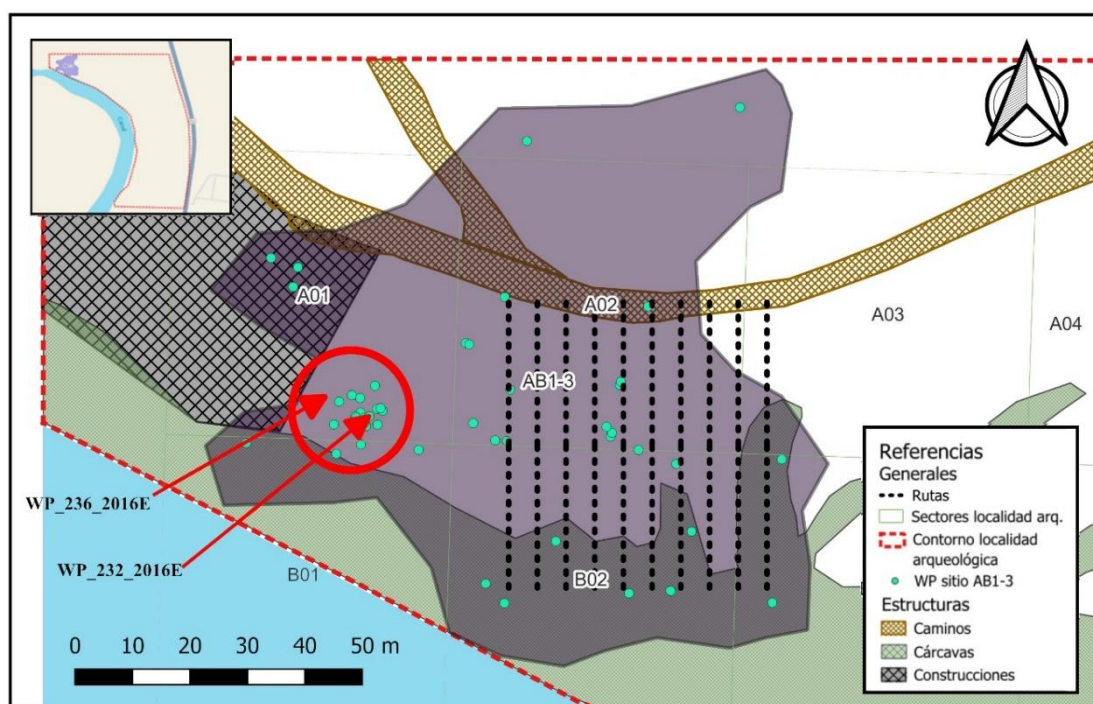 Canal
A01
A02
A03
A04
AB1-3
WP_236_2016E
WP_232_2016E
B01
B02
0 10 20 30 40 50 m
Referencias
Generales
Rutas
Sectores localidad arq.
Contorno localidad
arqueológica
WP sitio AB1-3
Estructuras
Caminos
Cárcavas
Construcciones